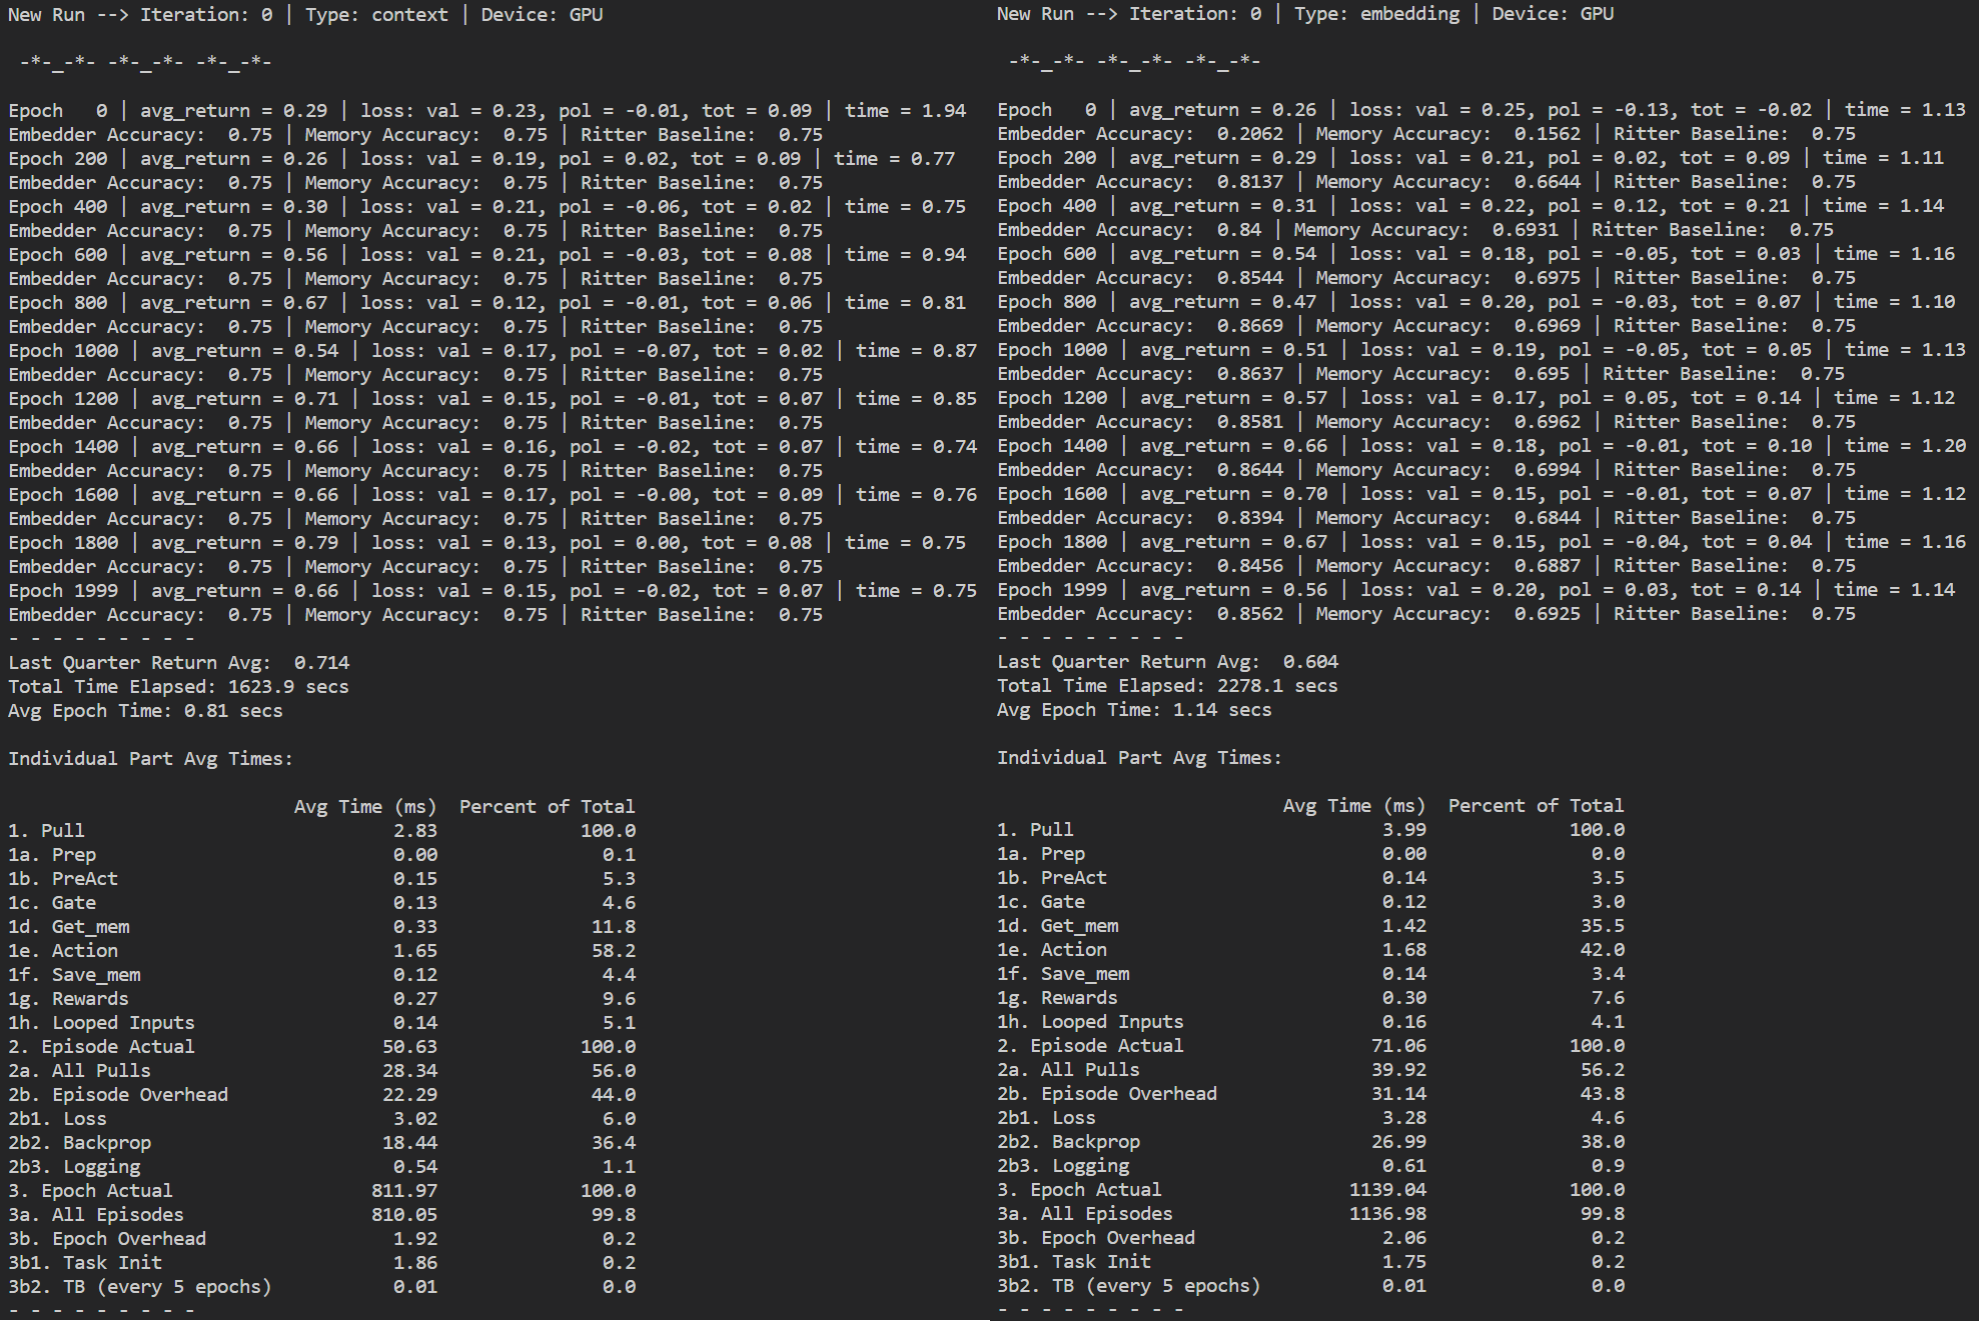 New Run --> Iteration: 0 | Type: context | Device: GPU
-*-_-*- -*-_-*- -*-_-*-
Epoch   0 | avg_return = 0.29 | loss: val = 0.23, pol = -0.01, tot = 0.09 | time = 1.94
Embedder Accuracy:  0.75 | Memory Accuracy:  0.75 | Ritter Baseline:  0.75
Epoch 200 | avg_return = 0.26 | loss: val = 0.19, pol = 0.02, tot = 0.09 | time = 0.77
Embedder Accuracy:  0.75 | Memory Accuracy:  0.75 | Ritter Baseline:  0.75
Epoch 400 | avg_return = 0.30 | loss: val = 0.21, pol = -0.06, tot = 0.02 | time = 0.75
Embedder Accuracy:  0.75 | Memory Accuracy:  0.75 | Ritter Baseline:  0.75
Epoch 600 | avg_return = 0.56 | loss: val = 0.21, pol = -0.03, tot = 0.08 | time = 0.94
Embedder Accuracy:  0.75 | Memory Accuracy:  0.75 | Ritter Baseline:  0.75
Epoch 800 | avg_return = 0.67 | loss: val = 0.12, pol = -0.01, tot = 0.06 | time = 0.81
Embedder Accuracy:  0.75 | Memory Accuracy:  0.75 | Ritter Baseline:  0.75
Epoch 1000 | avg_return = 0.54 | loss: val = 0.17, pol = -0.07, tot = 0.02 | time = 0.87
Embedder Accuracy:  0.75 | Memory Accuracy:  0.75 | Ritter Baseline:  0.75
Epoch 1200 | avg_return = 0.71 | loss: val = 0.15, pol = -0.01, tot = 0.07 | time = 0.85
Embedder Accuracy:  0.75 | Memory Accuracy:  0.75 | Ritter Baseline:  0.75
Epoch 1400 | avg_return = 0.66 | loss: val = 0.16, pol = -0.02, tot = 0.07 | time = 0.74
Embedder Accuracy:  0.75 | Memory Accuracy:  0.75 | Ritter Baseline:  0.75
Epoch 1600 | avg_return = 0.66 | loss: val = 0.17, pol = -0.00, tot = 0.09 | time = 0.76
Embedder Accuracy:  0.75 | Memory Accuracy:  0.75 | Ritter Baseline:  0.75
Epoch 1800 | avg_return = 0.79 | loss: val = 0.13, pol = 0.00, tot = 0.08 | time = 0.75
Embedder Accuracy:  0.75 | Memory Accuracy:  0.75 | Ritter Baseline:  0.75
Epoch 1999 | avg_return = 0.66 | loss: val = 0.15, pol = -0.02, tot = 0.07 | time = 0.75
Embedder Accuracy:  0.75 | Memory Accuracy:  0.75 | Ritter Baseline:  0.75
- - - - - - - - -
Last Quarter Return Avg:  0.714
Total Time Elapsed: 1623.9 secs
Avg Epoch Time: 0.81 secs
Individual Part Avg Times:
Avg Time (ms)  Percent of Total
1. Pull 2.83 100.0
1a. Prep 0.00 0.1
1b. PreAct 0.15 5.3
1c. Gate 0.13 4.6
1d. Get_mem 0.33 11.8
1e. Action 1.65 58.2
1f. Save_mem 0.12 4.4
1g. Rewards 0.27 9.6
1h. Looped Inputs 0.14 5.1
2. Episode Actual 50.63 100.0
2a. All Pulls 28.34 56.0
2b. Episode Overhead 22.29 44.0
2b1. Loss 3.02 6.0
2b2. Backprop 18.44 36.4
2b3. Logging 0.54 1.1
3. Epoch Actual 811.97 100.0
3a. All Episodes 810.05 99.8
3b. Epoch Overhead 1.92 0.2
3b1. Task Init 1.86 0.2
3b2. TB (every 5 epochs) 0.01 0.0
- - - - - - - - -
New Run --> Iteration: 0 | Type: embedding | Device: GPU
-*-_-*- -*-_-*- -*-_-*-
Epoch   0 | avg_return = 0.26 | loss: val = 0.25, pol = -0.13, tot = -0.02 | time = 1.13
Embedder Accuracy:  0.2062 | Memory Accuracy:  0.1562 | Ritter Baseline:  0.75
Epoch 200 | avg_return = 0.29 | loss: val = 0.21, pol = 0.02, tot = 0.09 | time = 1.11
Embedder Accuracy:  0.8137 | Memory Accuracy:  0.6644 | Ritter Baseline:  0.75
Epoch 400 | avg_return = 0.31 | loss: val = 0.22, pol = 0.12, tot = 0.21 | time = 1.14
Embedder Accuracy:  0.84 | Memory Accuracy:  0.6931 | Ritter Baseline:  0.75
Epoch 600 | avg_return = 0.54 | loss: val = 0.18, pol = -0.05, tot = 0.03 | time = 1.16
Embedder Accuracy:  0.8544 | Memory Accuracy:  0.6975 | Ritter Baseline:  0.75
Epoch 800 | avg_return = 0.47 | loss: val = 0.20, pol = -0.03, tot = 0.07 | time = 1.10
Embedder Accuracy:  0.8669 | Memory Accuracy:  0.6969 | Ritter Baseline:  0.75
Epoch 1000 | avg_return = 0.51 | loss: val = 0.19, pol = -0.05, tot = 0.05 | time = 1.13
Embedder Accuracy:  0.8637 | Memory Accuracy:  0.695 | Ritter Baseline:  0.75
Epoch 1200 | avg_return = 0.57 | loss: val = 0.17, pol = 0.05, tot = 0.14 | time = 1.12
Embedder Accuracy:  0.8581 | Memory Accuracy:  0.6962 | Ritter Baseline:  0.75
Epoch 1400 | avg_return = 0.66 | loss: val = 0.18, pol = -0.01, tot = 0.10 | time = 1.20
Embedder Accuracy:  0.8644 | Memory Accuracy:  0.6994 | Ritter Baseline:  0.75
Epoch 1600 | avg_return = 0.70 | loss: val = 0.15, pol = -0.01, tot = 0.07 | time = 1.12
Embedder Accuracy:  0.8394 | Memory Accuracy:  0.6844 | Ritter Baseline:  0.75
Epoch 1800 | avg_return = 0.67 | loss: val = 0.15, pol = -0.04, tot = 0.04 | time = 1.16
Embedder Accuracy:  0.8456 | Memory Accuracy:  0.6887 | Ritter Baseline:  0.75
Epoch 1999 | avg_return = 0.56 | loss: val = 0.20, pol = 0.03, tot = 0.14 | time = 1.14
Embedder Accuracy:  0.8562 | Memory Accuracy:  0.6925 | Ritter Baseline:  0.75
- - - - - - - - -
Last Quarter Return Avg:  0.604
Total Time Elapsed: 2278.1 secs
Avg Epoch Time: 1.14 secs
Individual Part Avg Times:
Avg Time (ms)  Percent of Total
1. Pull 3.99 100.0
1a. Prep 0.00 0.0
1b. PreAct 0.14 3.5
1c. Gate 0.12 3.0
1d. Get_mem 1.42 35.5
1e. Action 1.68 42.0
1f. Save_mem 0.14 3.4
1g. Rewards 0.30 7.6
1h. Looped Inputs 0.16 4.1
2. Episode Actual 71.06 100.0
2a. All Pulls 39.92 56.2
2b. Episode Overhead 31.14 43.8
2b1. Loss 3.28 4.6
2b2. Backprop 26.99 38.0
2b3. Logging 0.61 0.9
3. Epoch Actual 1139.04 100.0
3a. All Episodes 1136.98 99.8
3b. Epoch Overhead 2.06 0.2
3b1. Task Init 1.75 0.2
3b2. TB (every 5 epochs) 0.01 0.0
- - - - - - - - -